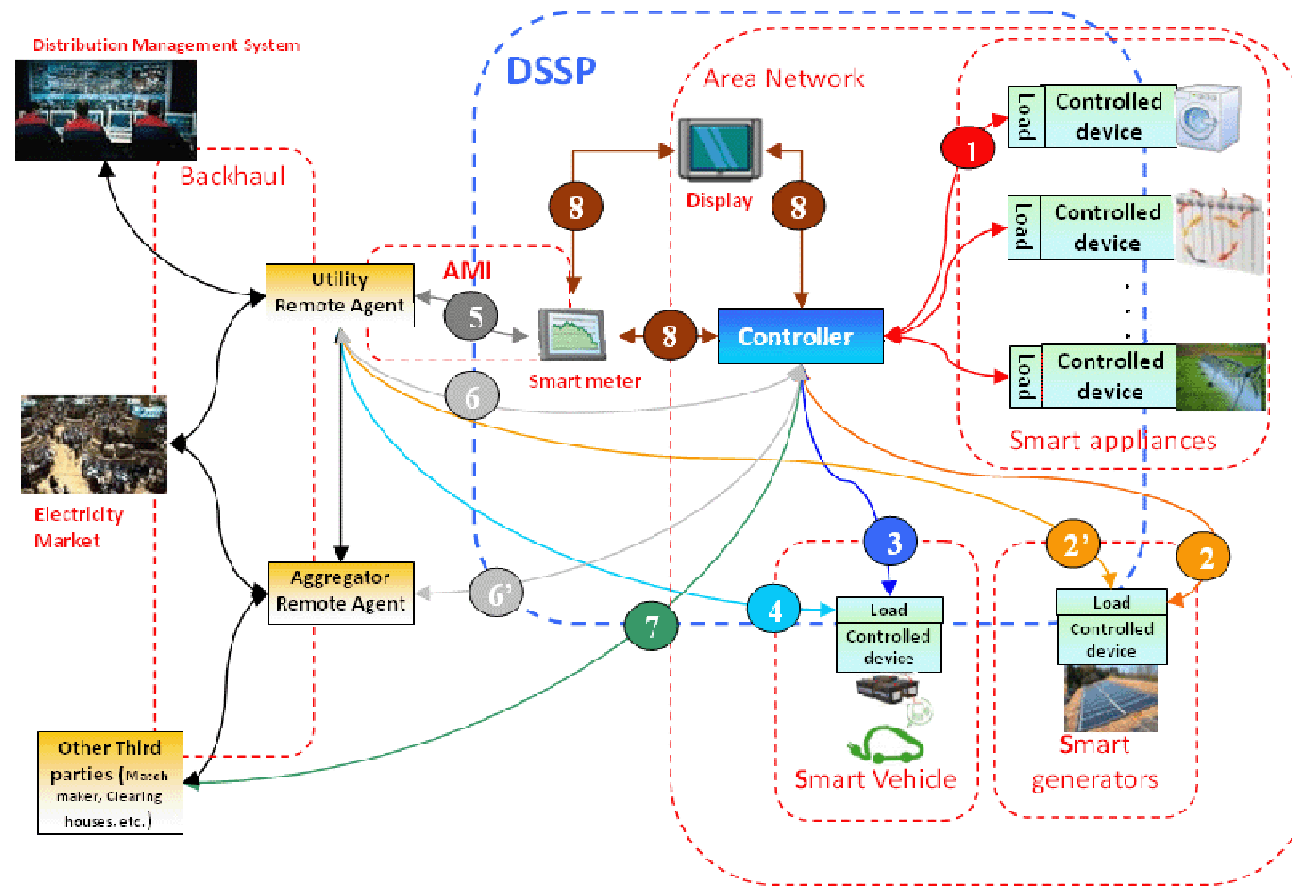 Distribution Management System
DSSP
Area Network
Load
Controlled
device
Backhaul
1
Display
8
8
Load
Controlled
device
AMI
Utility
Remote Agent
5
Smart meter
8
Controller
Load
Controlled
device
Smart appliances
6
Electricity
Market
Aggregator
Remote Agent
6'
7
4
3
2'
2
Load
Controlled
device
Load
Controlled
device
Smart Vehicle
Smart
generators
Other Third
parties (Match
maker, Clearing
houses, etc.)